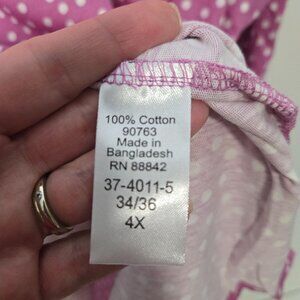 100% Cotton
90763
Made in
Bangladesh
RN 88842
37-4011-5
34/36
4X